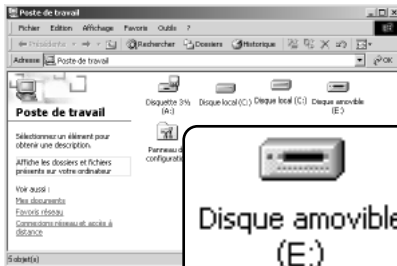 Poste de travail
Fichier Edition Affichage Favoris Outils ?
Précédente Rechercher Dossiers Historique
Adresse Poste de travail OK
Poste de travail
Sélectionnez un élément pour
obtenir une description.
Affiche les dossiers et fichiers
présents sur votre ordinateur
Voir aussi :
Mes documents
Favoris réseau
Connexions réseau et accès à
distance
Disquette 3½
(A:)
Disque local (C:)
Disque local (C:)
Disque amovible
(E:)
Panneau d
configurati
Disque amovible
(E:)
5 objet(s)